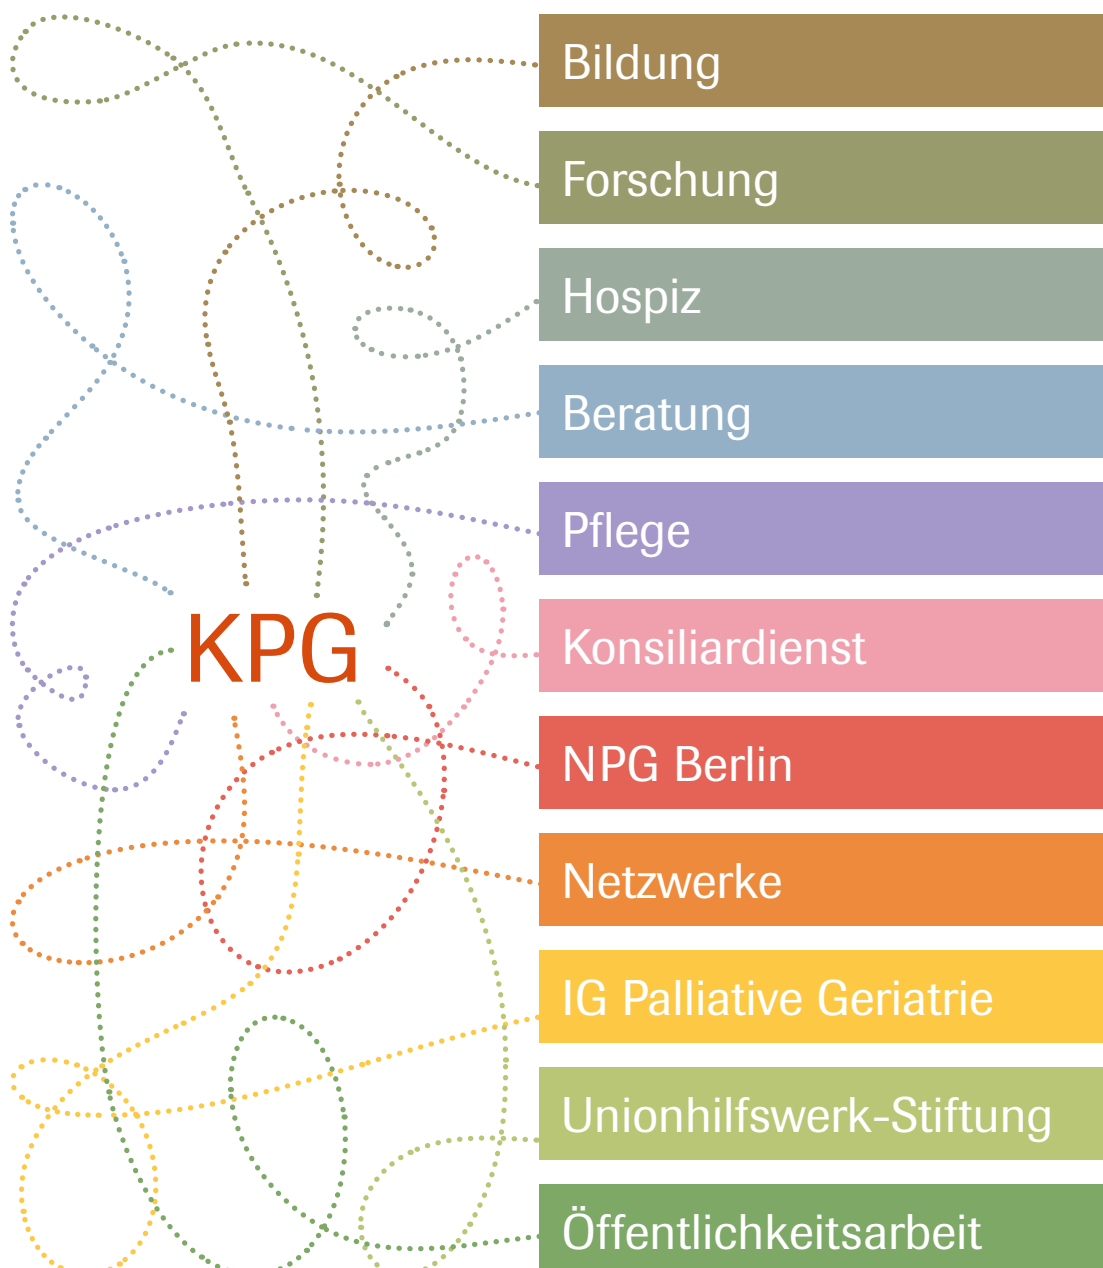 Bildung
Forschung
Hospiz
Beratung
Pflege
KPG
Konsiliardienst
NPG Berlin
Netzwerke
IG Palliative Geriatrie
Unionhilfswerk-Stiftung
Öffentlichkeitsarbeit